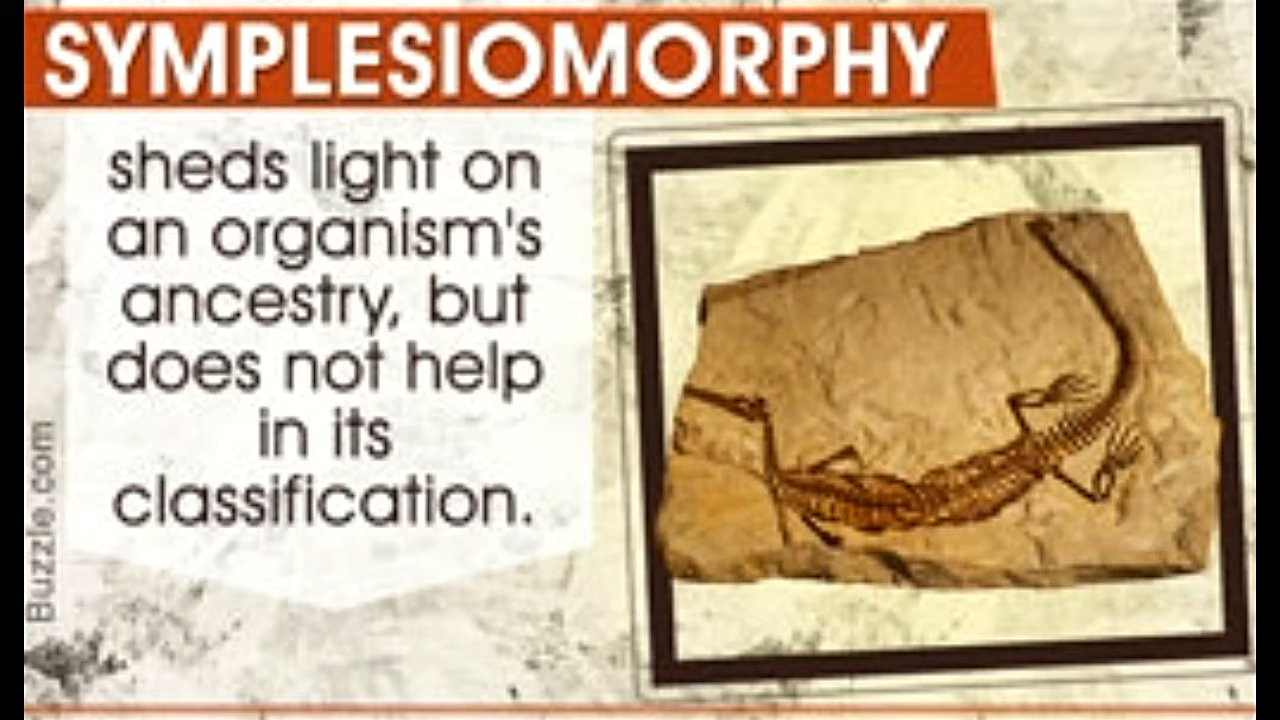 SYMPLESIOMORPHY
sheds light on
an organism's
ancestry, but
does not help
in its
classification.
Buzzle.com